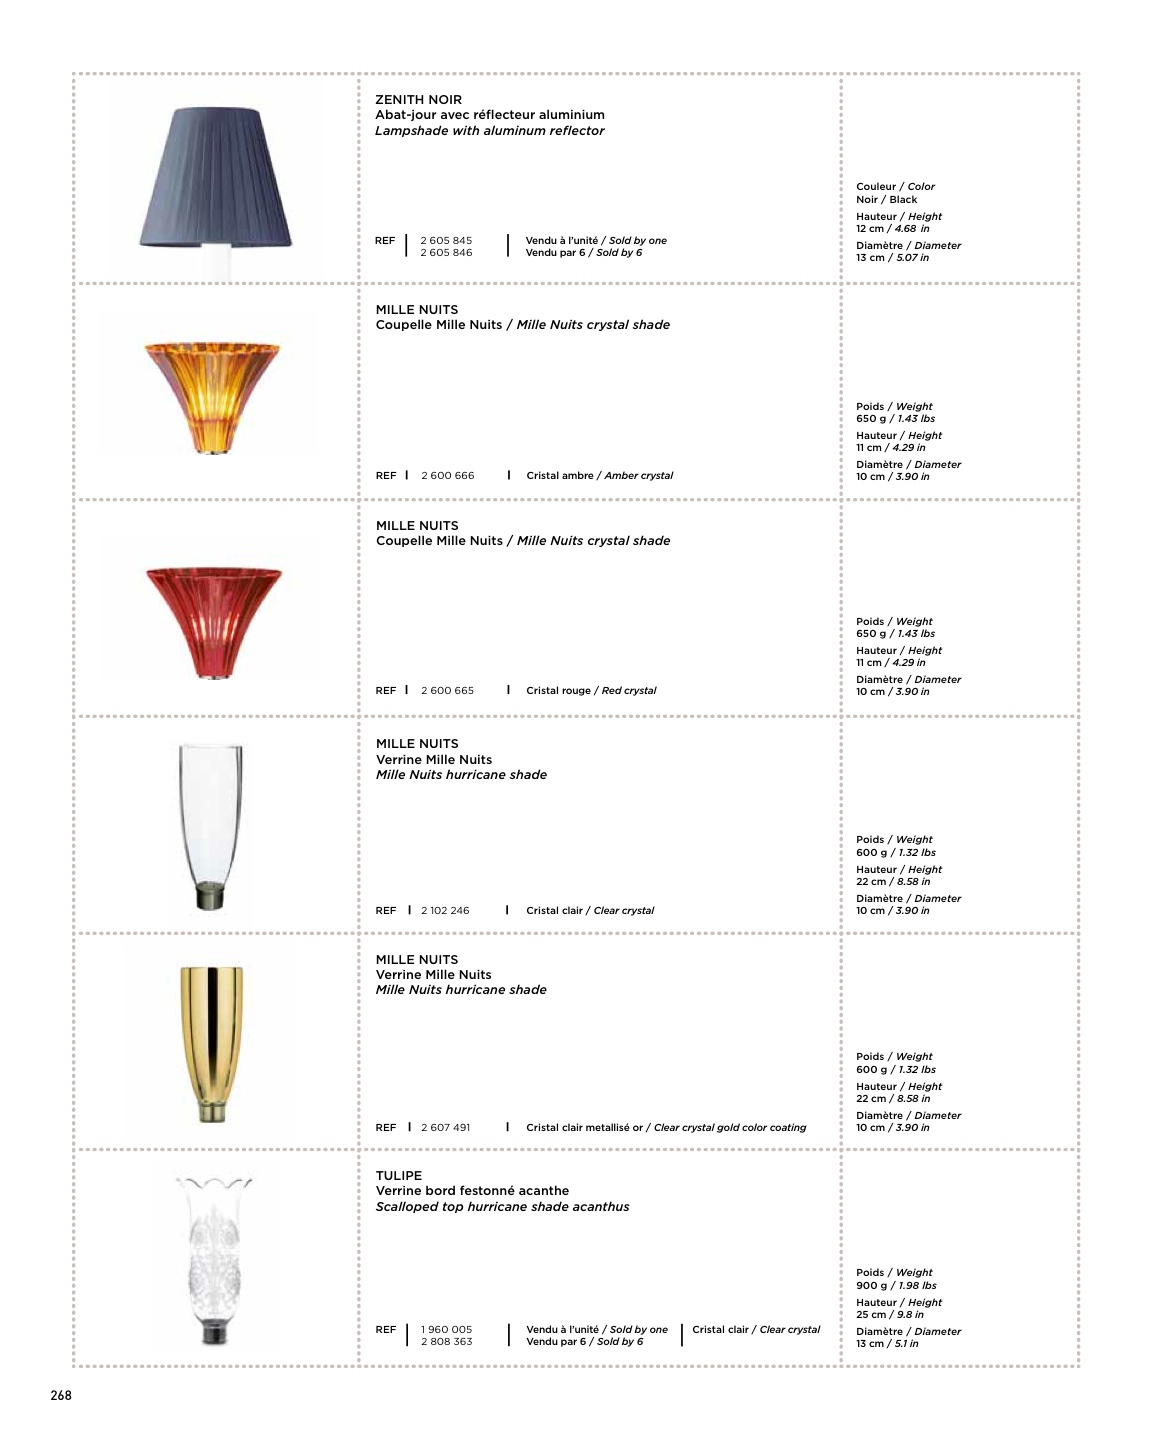 ZENITH NOIR
Abat-jour avec réflecteur aluminium
Lampshade with aluminum reflector
REF 2 605 845 Vendu à l'unité / Sold by one
2 605 846 Vendu par 6 / Sold by 6
Couleur / Color
Noir / Black
Hauteur / Height
12 cm / 4.68 in
Diamètre / Diameter
13 cm / 5.07 in
MILLE NUITS
Coupelle Mille Nuits / Mille Nuits crystal shade
REF 2 600 666 Cristal ambre / Amber crystal
Poids / Weight
650 g / 1.43 lbs
Hauteur / Height
11 cm / 4.29 in
Diamètre / Diameter
10 cm / 3.90 in
MILLE NUITS
Coupelle Mille Nuits / Mille Nuits crystal shade
REF 2 600 665 Cristal rouge / Red crystal
Poids / Weight
650 g / 1.43 lbs
Hauteur / Height
11 cm / 4.29 in
Diamètre / Diameter
10 cm / 3.90 in
MILLE NUITS
Verrine Mille Nuits
Mille Nuits hurricane shade
REF 2 102 246 Cristal clair / Clear crystal
Poids / Weight
600 g / 1.32 lbs
Hauteur / Height
22 cm / 8.58 in
Diamètre / Diameter
10 cm / 3.90 in
MILLE NUITS
Verrine Mille Nuits
Mille Nuits hurricane shade
REF 2 607 491 Cristal clair metallisé or / Clear crystal gold color coating
Poids / Weight
600 g / 1.32 lbs
Hauteur / Height
22 cm / 8.58 in
Diamètre / Diameter
10 cm / 3.90 in
TULIPE
Verrine bord festonné acanthe
Scalloped top hurricane shade acanthus
REF 1 960 005 Vendu à l'unité / Sold by one Cristal clair / Clear crystal
2 808 363 Vendu par 6 / Sold by 6
Poids / Weight
900 g / 1.98 lbs
Hauteur / Height
25 cm / 9.8 in
Diamètre / Diameter
13 cm / 5.1 in
268